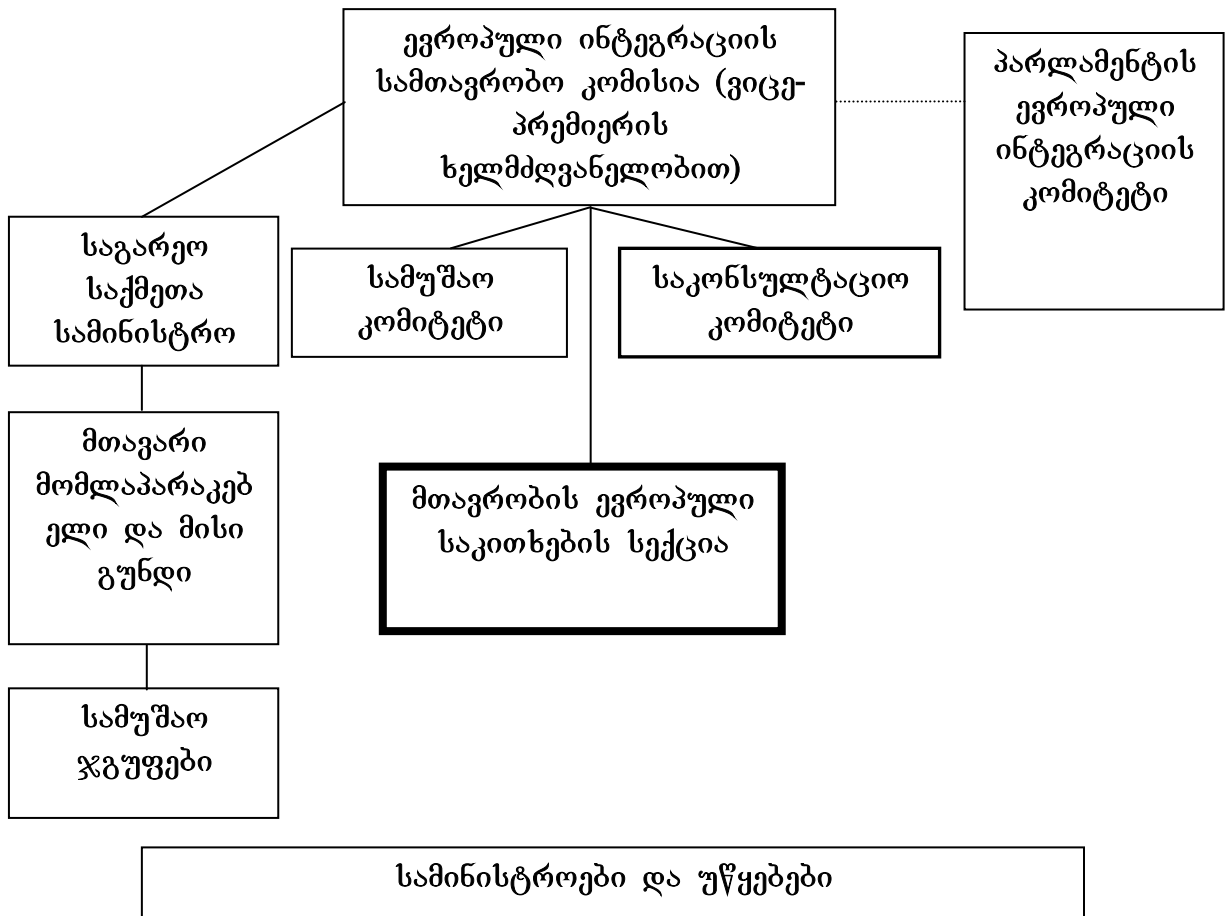 ევროპული ინტეგრაციის
სამთავრობო კომისია (ვიცე-
პრემიერის
ხელმძღვანელობით)
პარლამენტის
ევროპული
ინტეგრაციის
კომიტეტი
საგარეო
საქმეთა
სამინისტრო
სამუშაო
კომიტეტი
საკონსულტაციო
კომიტეტი
მთავარი
მომლაპარაკებ
ელი და მისი
გუნდი
მთავრობის ევროპული
საკითხების სექცია
სამუშაო
ჯგუფები
სამინისტროები და უწყებები